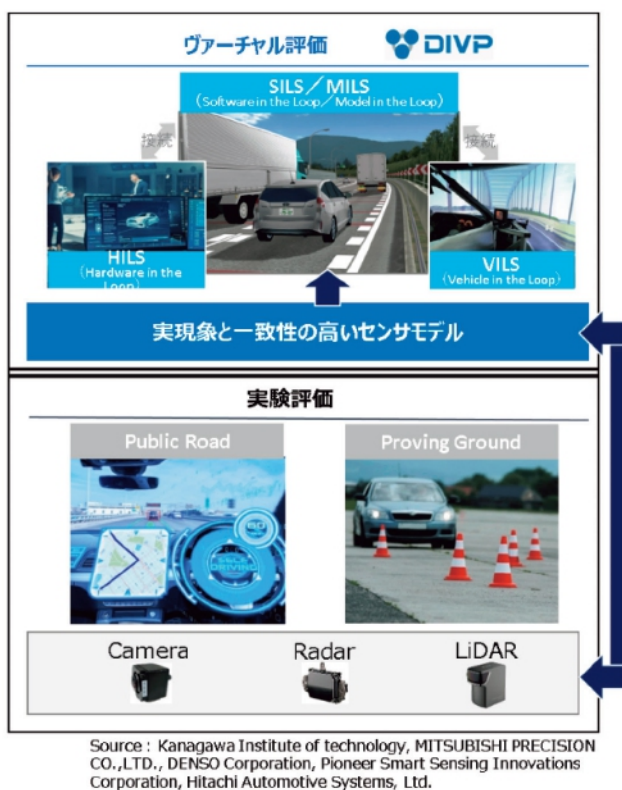 ヴァーチャル評価
DIVP
SILS／MILS
(Software in the Loop／Model in the Loop)
接続
接続
HILS
(Hardware in the
Loop)
VILS
(Vehicle in the Loop)
実現象と一致性の高いセンサモデル
実験評価
Public Road
Proving Ground
DRIVING
Camera
Radar
LiDAR
Source : Kanagawa Institute of technology, MITSUBISHI PRECISION
CO.,LTD., DENSO Corporation, Pioneer Smart Sensing Innovations
Corporation, Hitachi Automotive Systems, Ltd.